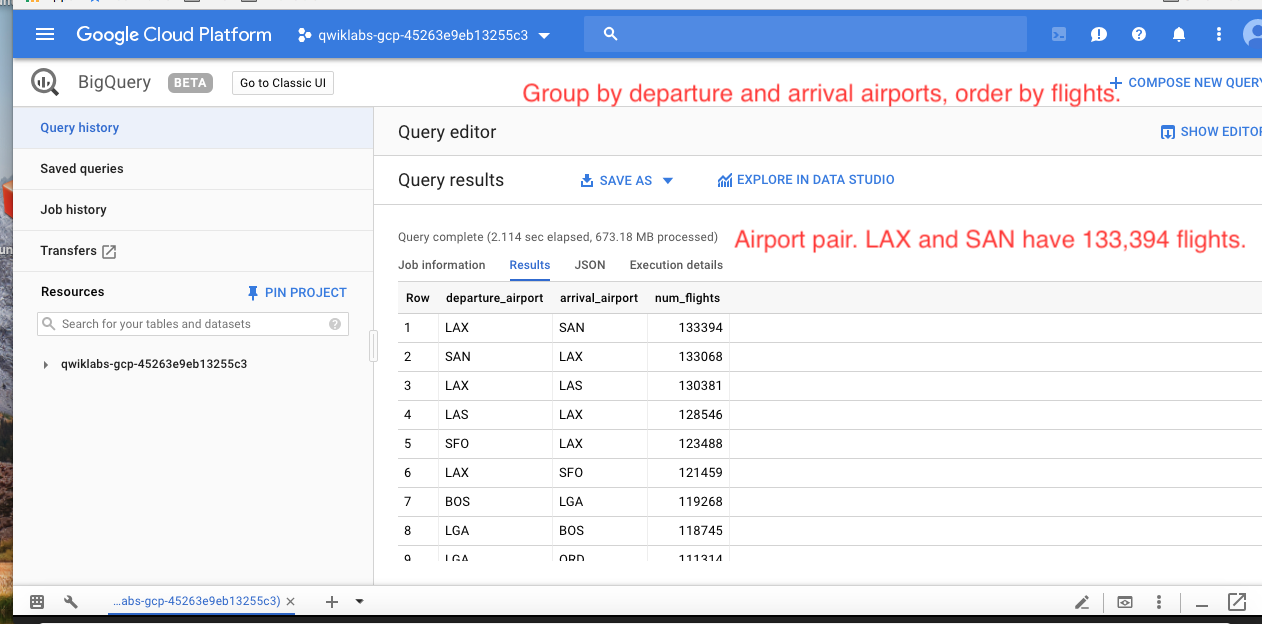 Google Cloud Platform qwiklabs-gcp-45263e9eb13255c3
BigQuery BETA Go to Classic UI
Group by departure and arrival airports, order by flights.
COMPOSE NEW QUERY
Query history
Query editor
SHOW EDITOR
Saved queries
Query results SAVE AS EXPLORE IN DATA STUDIO
Job history
Query complete (2.114 sec elapsed, 673.18 MB processed)
Airport pair. LAX and SAN have 133,394 flights.
Transfers
Job information Results JSON Execution details
Resources PIN PROJECT
Row departure_airport arrival_airport num_flights
Search for your tables and datasets
qwiklabs-gcp-45263e9eb13255c3
1 LAX SAN 133394
2 SAN LAX 133068
3 LAX LAS 130381
4 LAS LAX 128546
5 SFO LAX 123488
6 LAX SFO 121459
7 BOS LGA 119268
8 LGA BOS 118745
9 LGA ORD 111314
...abs-gcp-45263e9eb13255c3)